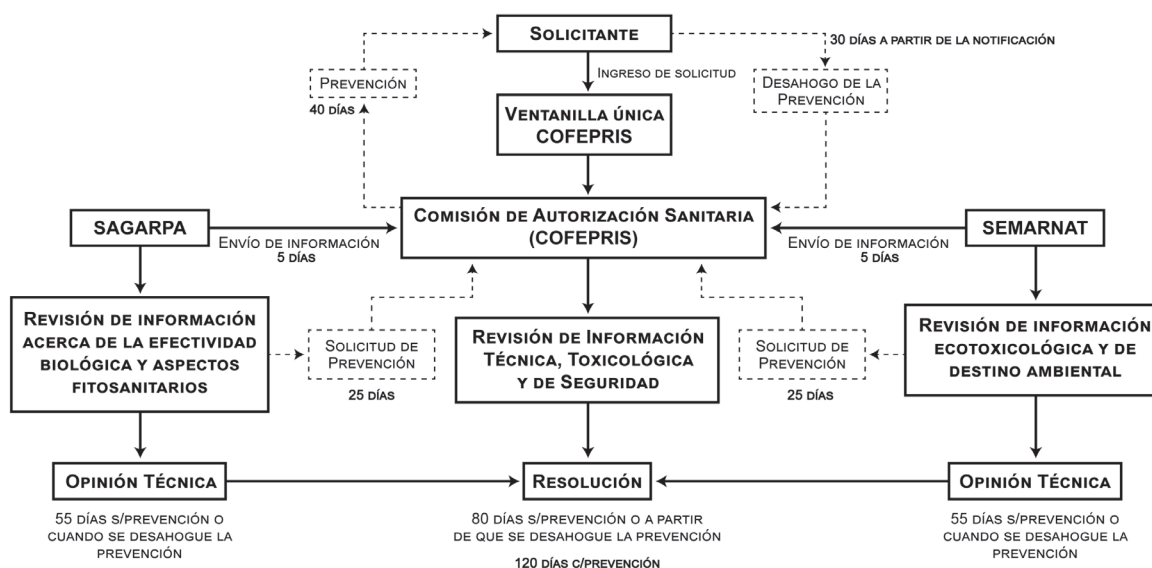 SOLICITANTE
30 DÍAS A PARTIR DE LA NOTIFICACIÓN
INGRESO DE SOLICITUD
PREVENCIÓN
40 DÍAS
DESAHOGO DE LA
PREVENCIÓN
VENTANILLA ÚNICA
COFEPRIS
COMISIÓN DE AUTORIZACIÓN SANITARIA
(COFEPRIS)
SAGARPA
ENVÍO DE INFORMACIÓN
5 DÍAS
SEMARNAT
ENVÍO DE INFORMACIÓN
5 DÍAS
REVISIÓN DE INFORMACIÓN
ACERCA DE LA EFECTIVIDAD
BIOLÓGICA Y ASPECTOS
FITOSANITARIOS
SOLICITUD DE
PREVENCIÓN
25 DÍAS
REVISIÓN DE INFORMACIÓN
TÉCNICA, TOXICOLÓGICA
Y DE SEGURIDAD
SOLICITUD DE
PREVENCIÓN
25 DÍAS
REVISIÓN DE INFORMACIÓN
ECOTOXICOLÓGICA Y DE
DESTINO AMBIENTAL
OPINIÓN TÉCNICA
55 DÍAS S/PREVENCIÓN O
CUANDO SE DESAHOGUE LA
PREVENCIÓN
RESOLUCIÓN
80 DÍAS S/PREVENCIÓN O A PARTIR
DE QUE SE DESAHOGUE LA PREVENCIÓN
120 DÍAS C/PREVENCIÓN
OPINIÓN TÉCNICA
55 DÍAS S/PREVENCIÓN O
CUANDO SE DESAHOGUE LA
PREVENCIÓN